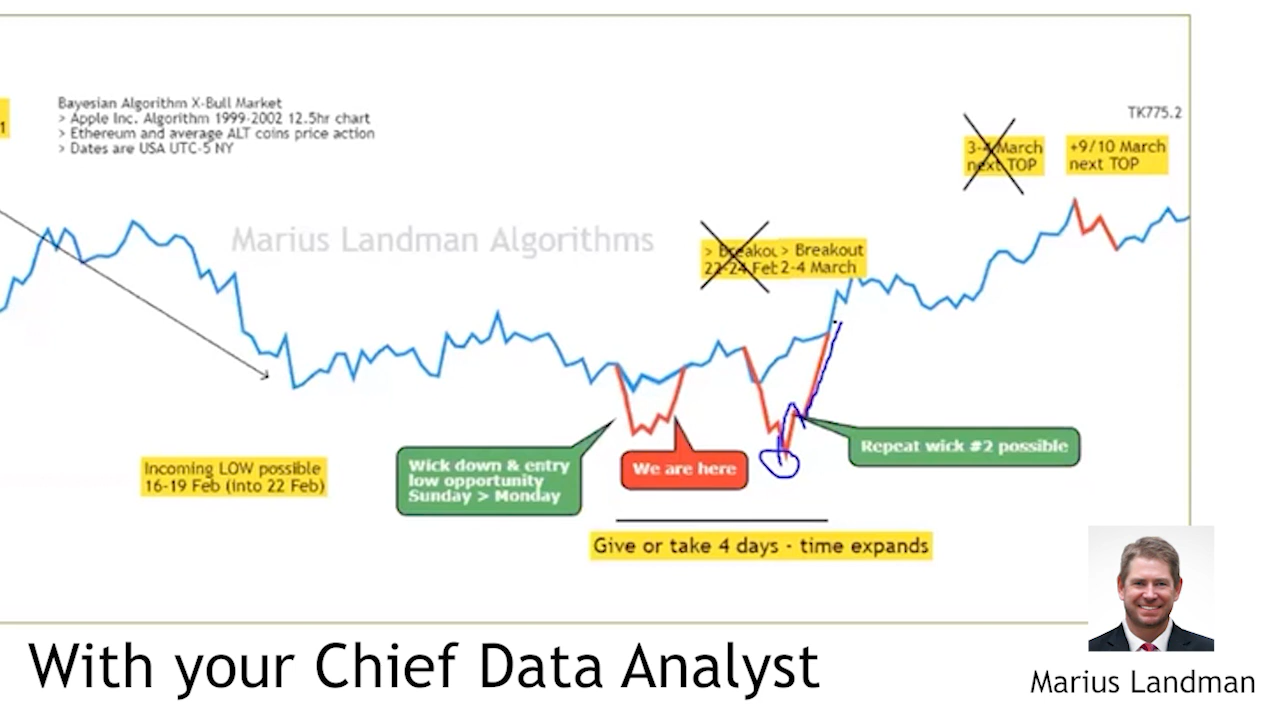 1
Bayesian Algorithm X-Bull Market
> Apple Inc. Algorithm 1999-2002 12.5hr chart
> Ethereum and average ALT coins price action
> Dates are USA UTC-5 NY
TK775.2
3-4 March
next TOP
+9/10 March
next TOP
Marius Landman Algorithms
> Breakou
22-24 Feb
> Breakout
2-4 March
Incoming LOW possible
16-19 Feb (into 22 Feb)
Wick down & entry
low opportunity
Sunday > Monday
We are here
Repeat wick #2 possible
Give or take 4 days - time expands
With your Chief Data Analyst
Marius Landman